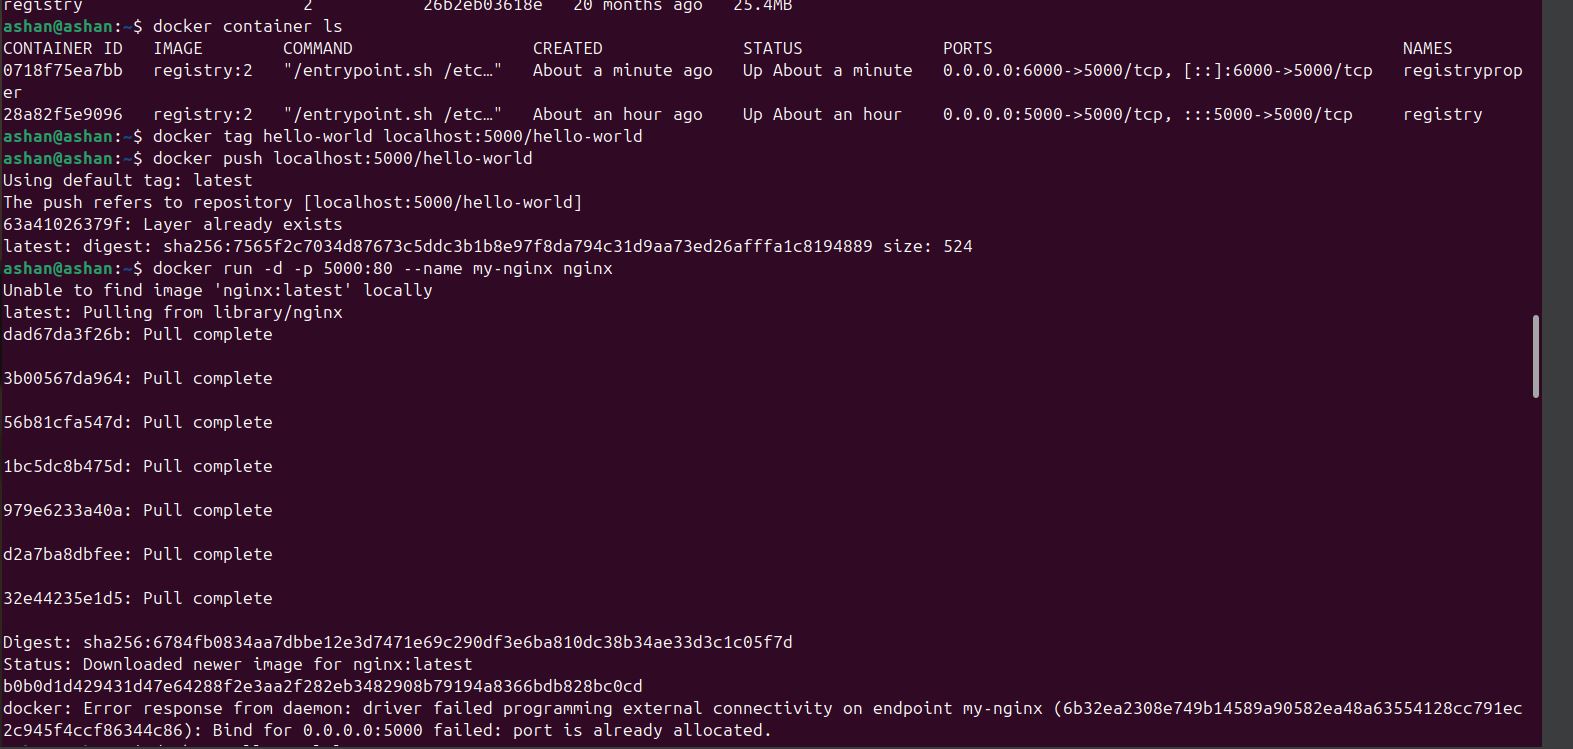 registry                      2           26b2eb03618e   20 months ago   25.4MB
ashan@ashan:~$ docker container ls
CONTAINER ID   IMAGE        COMMAND                  CREATED              STATUS              PORTS                                         NAMES
0718f75ea7bb   registry:2   "/entrypoint.sh /etc…"   About a minute ago   Up About a minute   0.0.0.0:6000->5000/tcp, [::]:6000->5000/tcp   registryprop
er
28a82f5e9096   registry:2   "/entrypoint.sh /etc…"   About an hour ago    Up About an hour    0.0.0.0:5000->5000/tcp, :::5000->5000/tcp     registry
ashan@ashan:~$ docker tag hello-world localhost:5000/hello-world
ashan@ashan:~$ docker push localhost:5000/hello-world
Using default tag: latest
The push refers to repository [localhost:5000/hello-world]
63a41026379f: Layer already exists
latest: digest: sha256:7565f2c7034d87673c5ddc3b1b8e97f8da794c31d9aa73ed26afffa1c8194889 size: 524
ashan@ashan:~$ docker run -d -p 5000:80 --name my-nginx nginx
Unable to find image 'nginx:latest' locally
latest: Pulling from library/nginx
dad67da3f26b: Pull complete
3b00567da964: Pull complete
56b81cfa547d: Pull complete
1bc5dc8b475d: Pull complete
979e6233a40a: Pull complete
d2a7ba8dbfee: Pull complete
32e44235e1d5: Pull complete
Digest: sha256:6784fb0834aa7dbbe12e3d7471e69c290df3e6ba810dc38b34ae33d3c1c05f7d
Status: Downloaded newer image for nginx:latest
b0b0d1d429431d47e64288f2e3aa2f282eb3482908b79194a8366bdb828bc0cd
docker: Error response from daemon: driver failed programming external connectivity on endpoint my-nginx (6b32ea2308e749b14589a90582ea48a63554128cc791ec
2c945f4ccf86344c86): Bind for 0.0.0.0:5000 failed: port is already allocated.